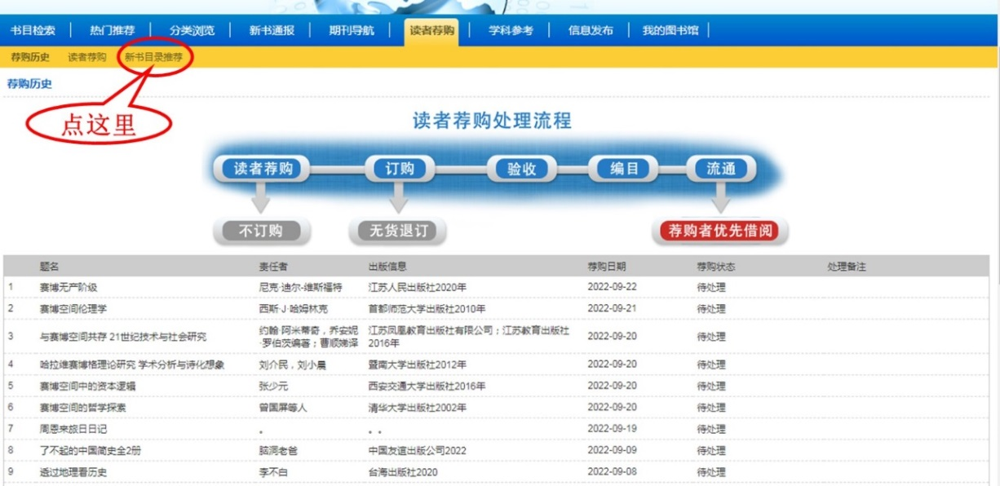 书目检索 热门推荐 分类浏览 新书通报 期刊导航 读者荐购 学科参考 信息发布 我的图书馆
荐购历史 读者荐购 新书目录推荐
荐购历史
点这里
读者荐购处理流程
读者荐购 订购 验收 编目 流通
不订购 无货退订 荐购者优先借阅
题名 责任者 出版信息 荐购日期 荐购状态 处理备注
1 赛博无产阶级 尼克·迪尔-维斯福特 江苏人民出版社2020年 2022-09-22 待处理
2 赛博空间伦理学 西斯·J·哈姆林克 首都师范大学出版社2010年 2022-09-21 待处理
3 与赛博空间共存 21世纪技术与社会研究 约翰·阿米蒂奇，乔安妮·罗伯茨编著；曹顺娣译 江苏凤凰教育出版社有限公司；江苏教育出版社2016年 2022-09-20 待处理
4 哈拉维赛博格理论研究 学术分析与诗化想象 刘介民，刘小晨 暨南大学出版社2012年 2022-09-20 待处理
5 赛博空间中的资本逻辑 张少元 西安交通大学出版社2016年 2022-09-20 待处理
6 赛博空间的哲学探索 曾国屏等人 清华大学出版社2002年 2022-09-20 待处理
7 周恩来旅日日记 。 。。 2022-09-19 待处理
8 了不起的中国简史全2册 脑洞老爸 中国友谊出版公司2022 2022-09-09 待处理
9 透过地理看历史 李不白 台海出版社2020 2022-09-08 待处理